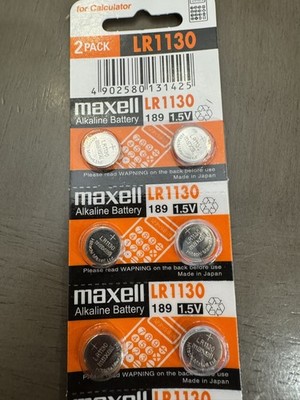 for Calculator
2 PACK LR1130
4 902580 131425
maxell LR1130
Alkaline Battery 189 1.5V
Please read WARNING on the back before use
Made in Japan
maxell LR1130
Alkaline Battery 189 1.5V
Please read WARNING on the back before use
Made in Japan
maxell LR1130
Alkaline Battery 189 1.5V
Please read WARNING on the back before use
Made in Japan
maxell LR1130